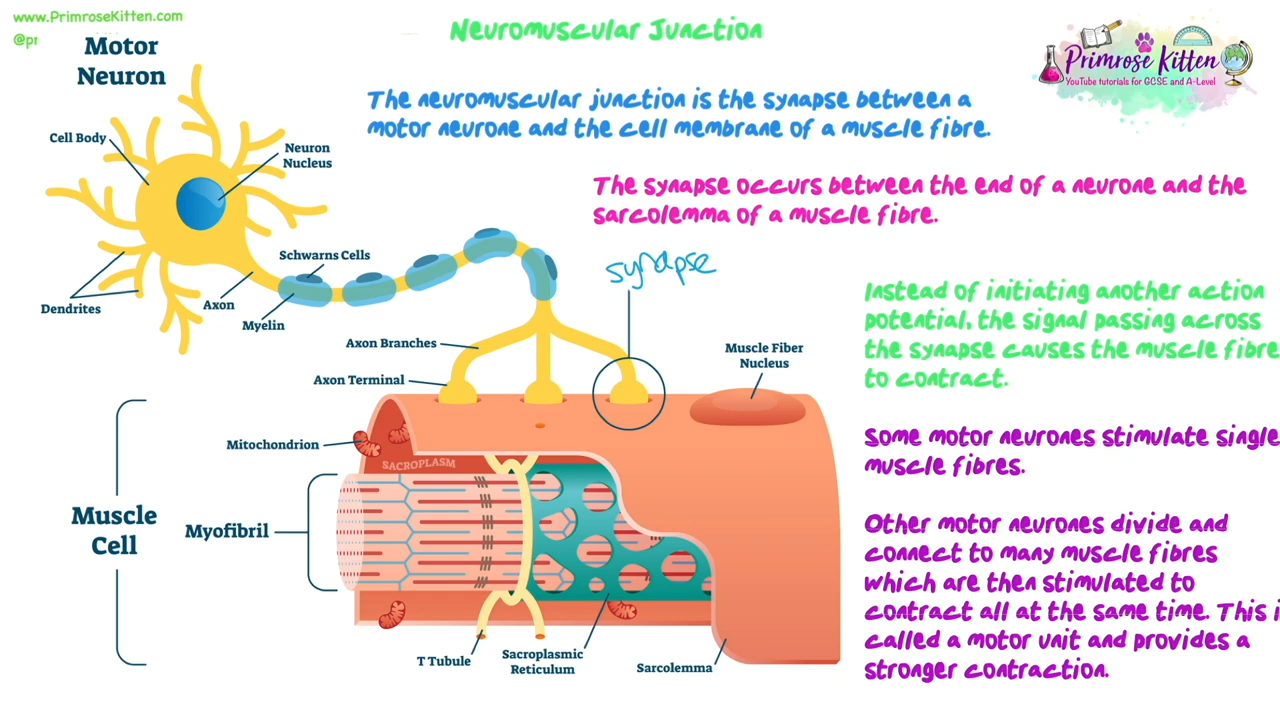 www.PrimroseKitten.com
@pr
Neuromuscular Junction
Primrose Kitten
YouTube tutorials for GCSE and A-Level
Motor
Neuron
The neuromuscular junction is the synapse between a
motor neurone and the cell membrane of a muscle fibre.
Cell Body
Neuron
Nucleus
The synapse occurs between the end of a neurone and the
sarcolemma of a muscle fibre.
Schwarns Cells
synapse
Dendrites
Axon
Myelin
Instead of initiating another action
potential, the signal passing across
the synapse causes the muscle fibre
to contract.
Axon Branches
Muscle Fiber
Nucleus
Axon Terminal
Mitochondrion
SACROPLASM
Some motor neurones stimulate single
muscle fibres.
Muscle
Cell
Myofibril
Other motor neurones divide and
connect to many muscle fibres
which are then stimulated to
contract all at the same time. This i
called a motor unit and provides a
stronger contraction.
T Tubule
Sacroplasmic
Reticulum
Sarcolemma